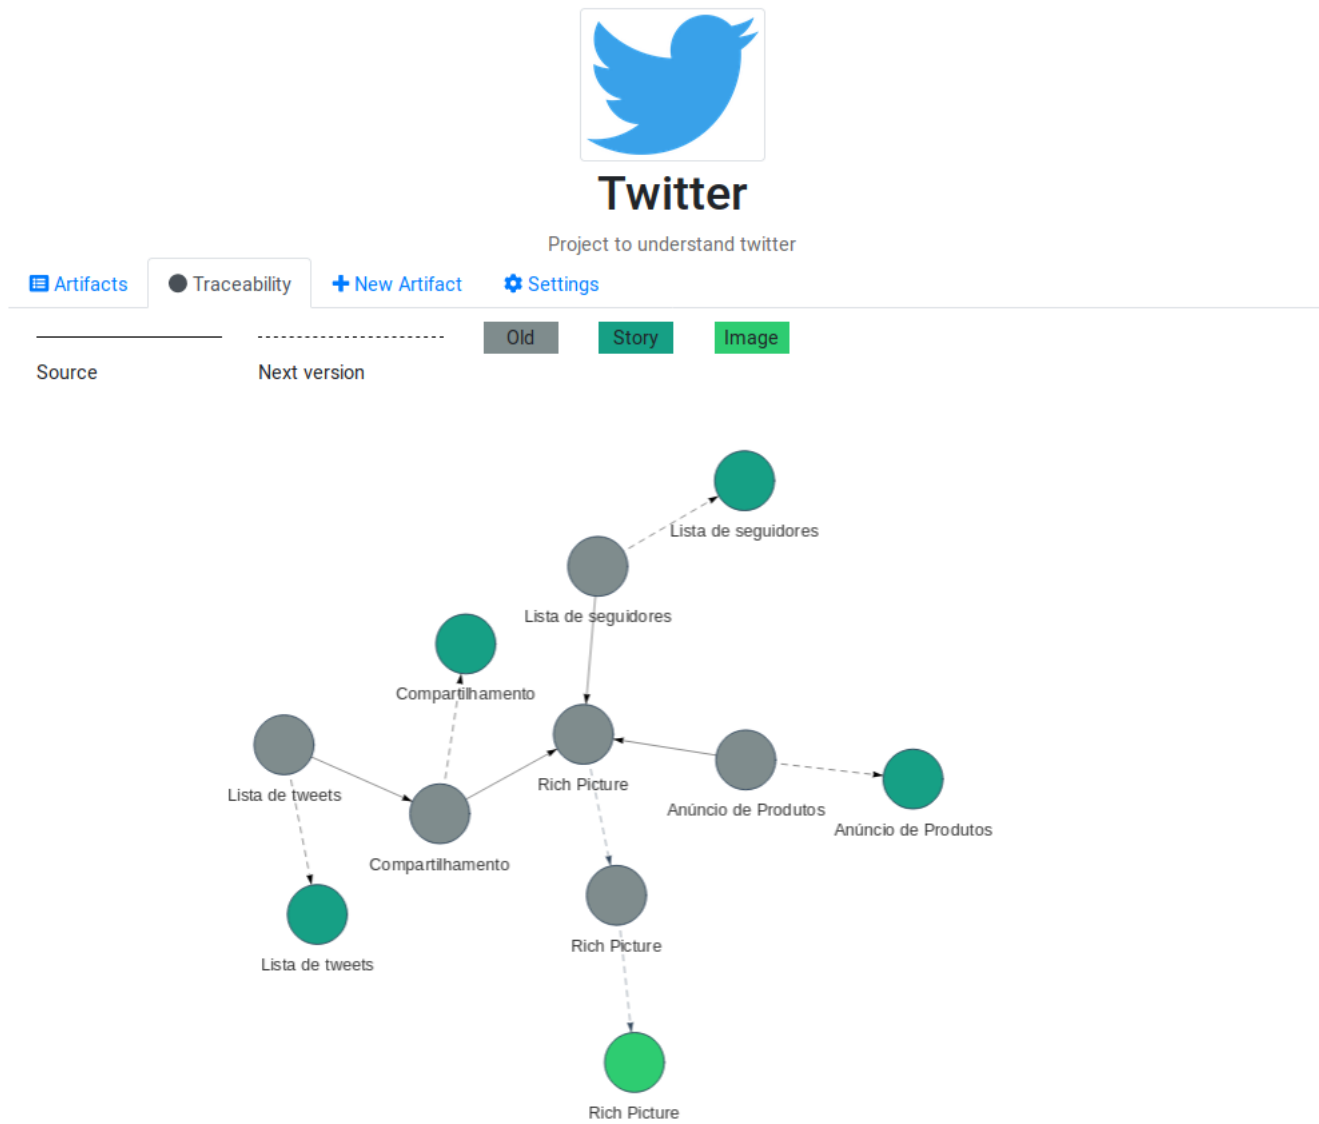 Twitter
Project to understand twitter
Artifacts
Traceability
New Artifact
Settings
Old
Story
Image
Source
Next version
Lista de seguidores
Lista de seguidores
Compartilhamento
Rich Picture
Lista de tweets
Anúncio de Produtos
Anúncio de Produtos
Compartilhamento
Rich Picture
Lista de tweets
Rich Picture